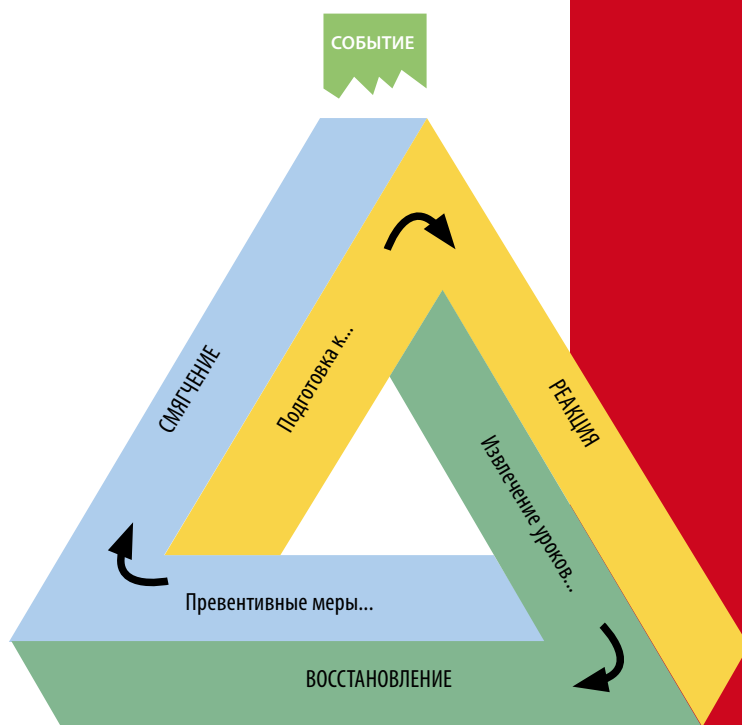 СОБЫТИЕ
СМЯГЧЕНИЕ
Подготовка к...
РЕАКЦИЯ
Извлечение уроков...
Превентивные меры...
ВОССТАНОВЛЕНИЕ